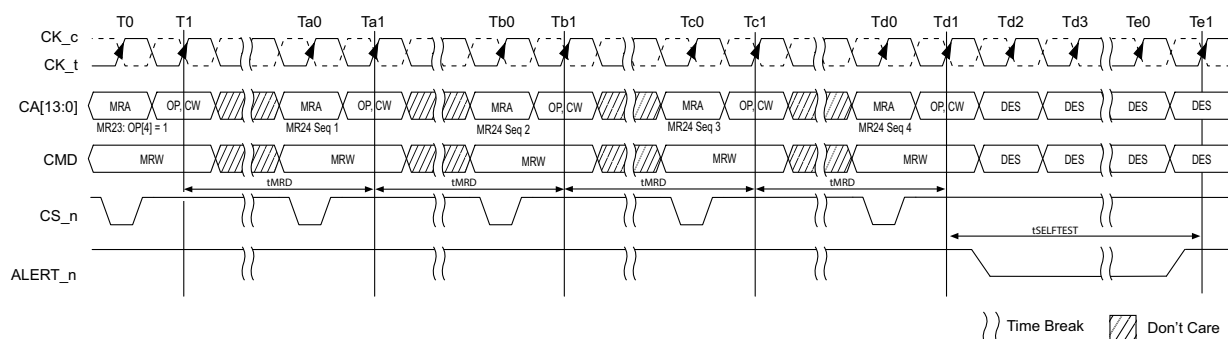 T0 T1 Ta0 Ta1 Tb0 Tb1 Tc0 Tc1 Td0 Td1 Td2 Td3 Te0 Te1
CK_c
CK_t
CA[13:0] MRA OP, CW MRA OP, CW MRA OP, CW MRA OP, CW MRA OP, CW DES DES DES DES
MR23: OP[4] = 1 MR24 Seq 1 MR24 Seq 2 MR24 Seq 3 MR24 Seq 4
CMD MRW MRW MRW MRW MRW DES DES DES DES
tMRD tMRD tMRD tMRD
CS_n
tSELFTEST
ALERT_n
Time Break Don't Care